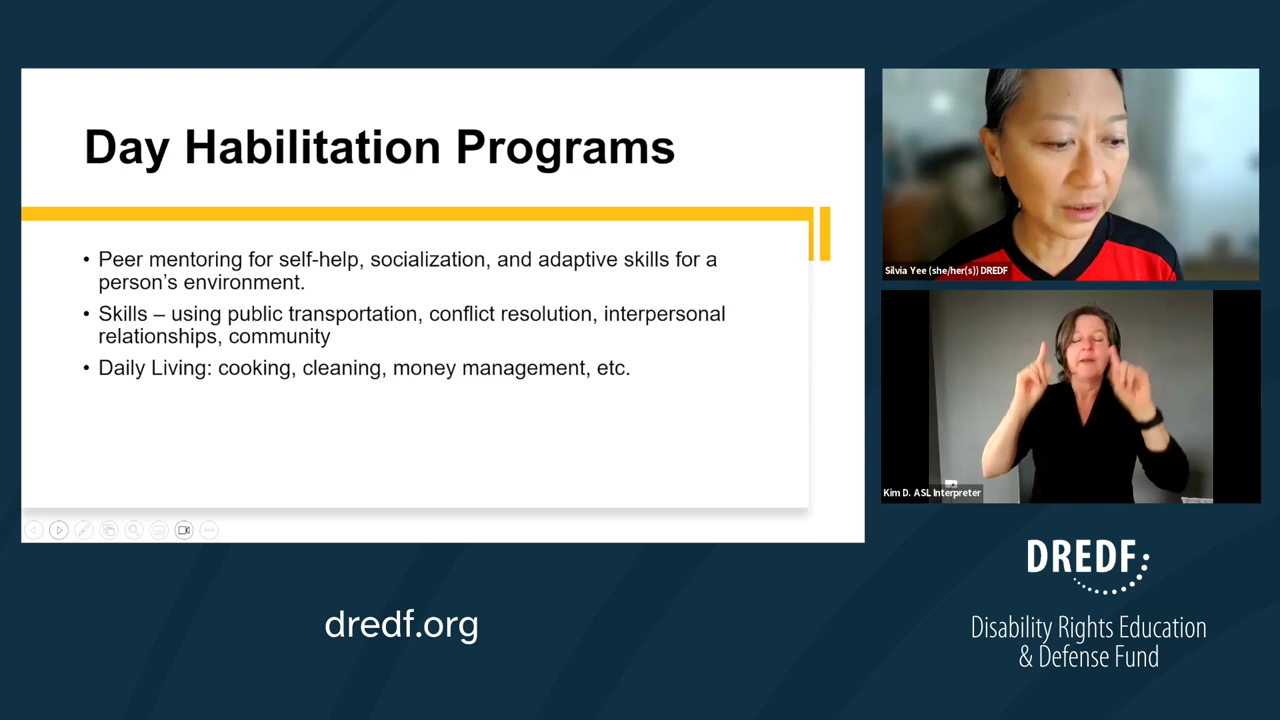 Day Habilitation Programs
• Peer mentoring for self-help, socialization, and adaptive skills for a
person’s environment.
• Skills – using public transportation, conflict resolution, interpersonal
relationships, community
• Daily Living: cooking, cleaning, money management, etc.
Silvia Yee (she/her(s)) DREDF
Kim D. ASL Interpreter
dredf.org
DREDF
Disability Rights Education
& Defense Fund